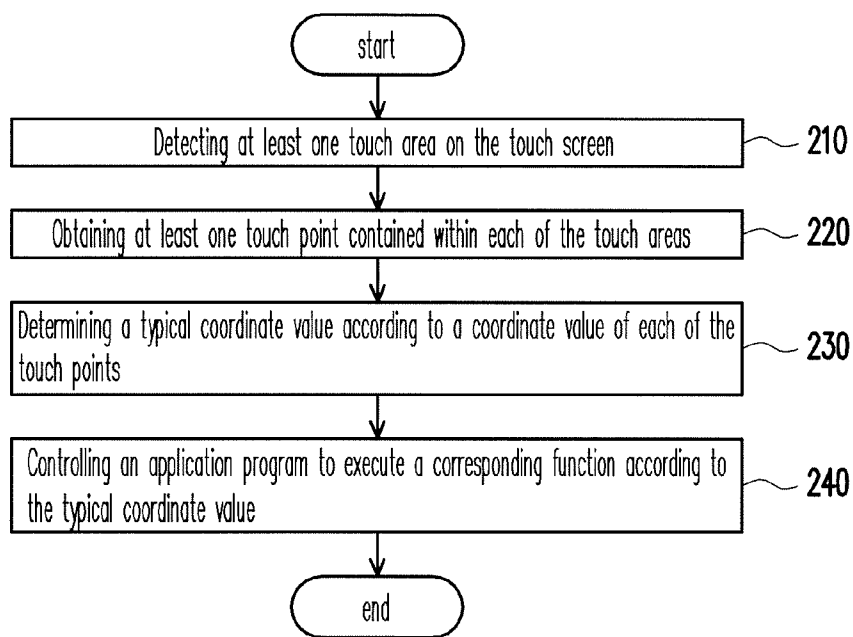 start
Detecting at least one touch area on the touch screen
210
Obtaining at least one touch point contained within each of the touch areas
220
Determining a typical coordinate value according to a coordinate value of each of the
touch points
230
Controlling an application program to execute a corresponding function according to
the typical coordinate value
240
end